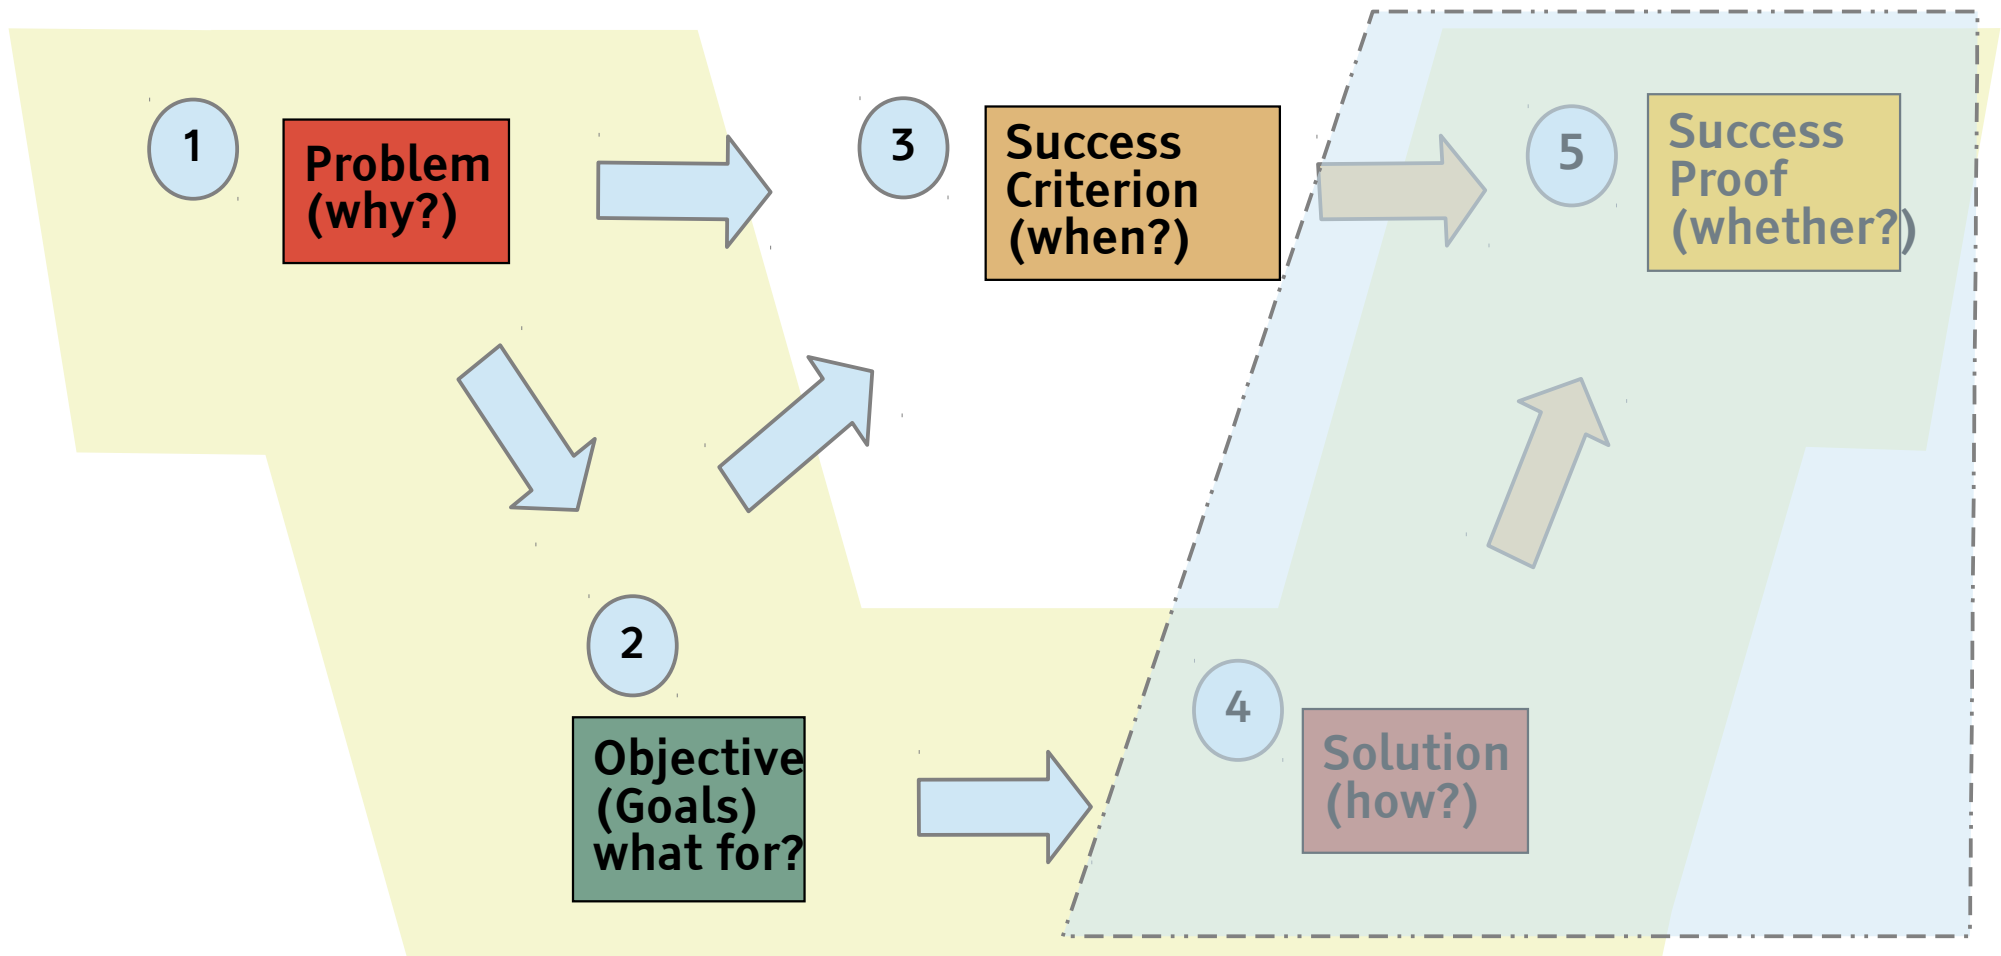 1
Problem
(why?)
3
Success
Criterion
(when?)
5
Success
Proof
(whether?)
2
Objective
(Goals)
what for?
4
Solution
(how?)